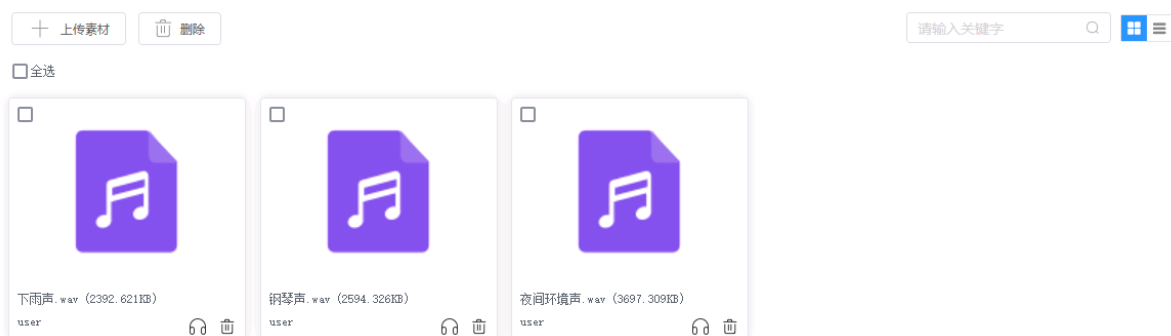 上传素材 删除 请输入关键字
全选
下雨声.wav (2392.621KB) 钢琴声.wav (2594.326KB) 夜间环境声.wav (3697.309KB)
user user user